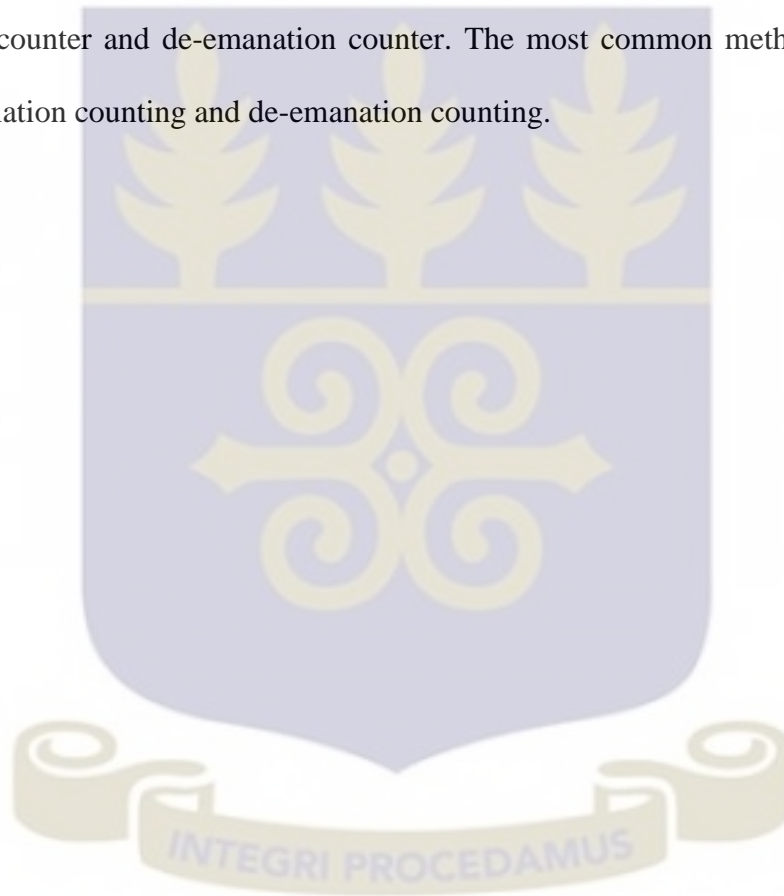 counter and de-emanation counter. The most common meth
ation counting and de-emanation counting.
INTEGRI PROCEDAMUS